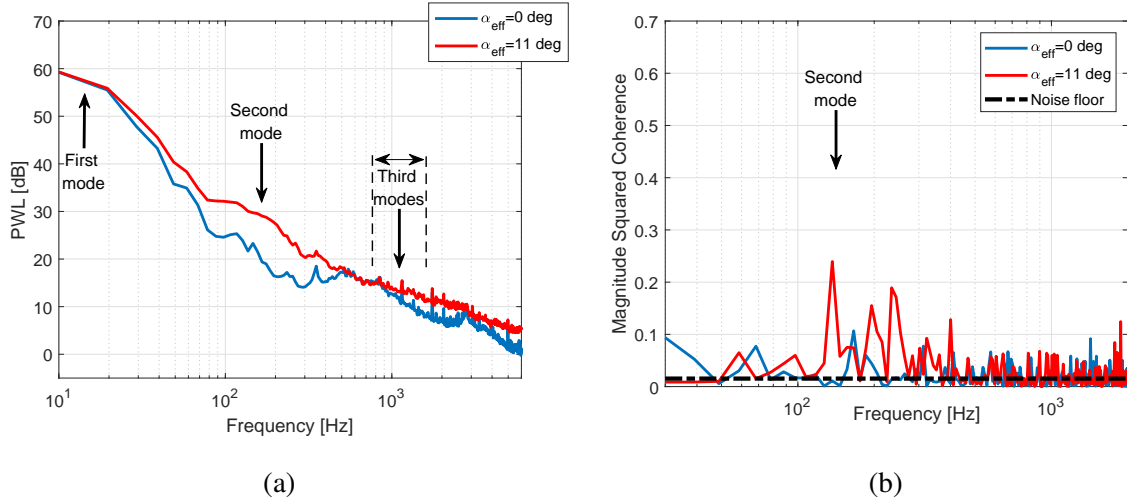 70
60
50
40
30
20
10
0
PWL [dB]
10^1
10^2
10^3
Frequency [Hz]
α_eff=0 deg
α_eff=11 deg
First
mode
Second
mode
Third
modes
(a)
0.7
0.6
0.5
0.4
0.3
0.2
0.1
0
Magnitude Squared Coherence
10^2
10^3
Frequency [Hz]
α_eff=0 deg
α_eff=11 deg
Noise floor
Second
mode
(b)